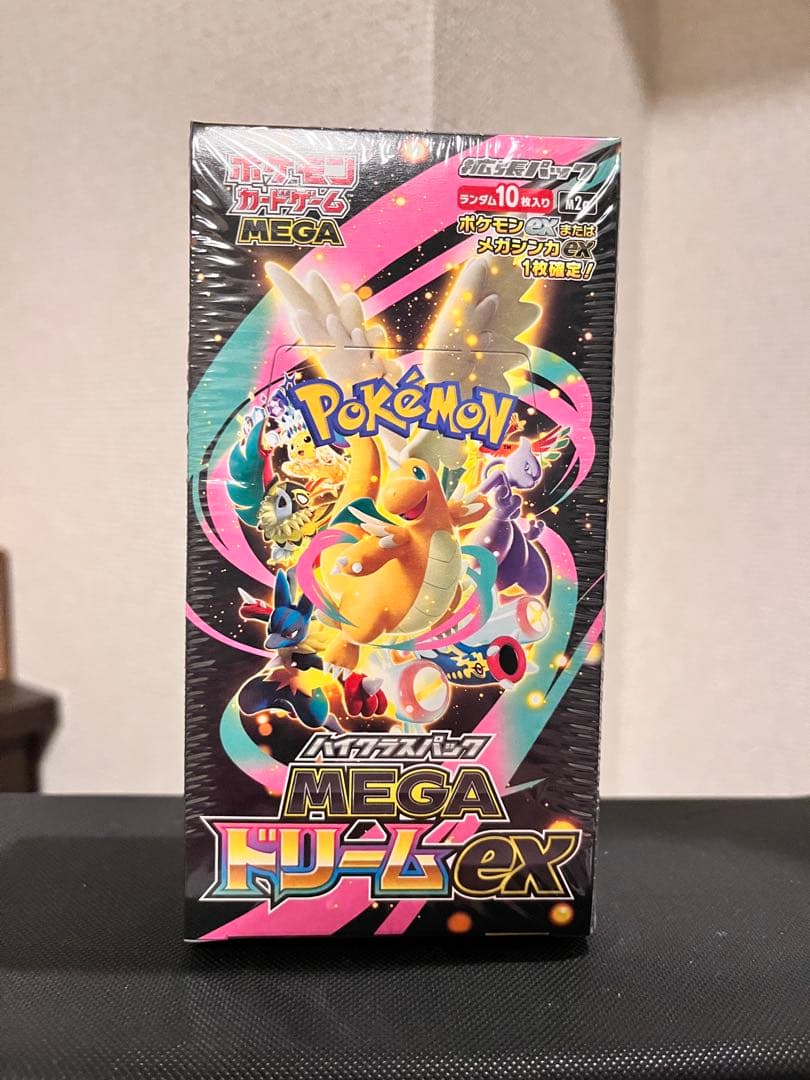 ポケモン
カードゲーム
MEGA
拡張パック
ランダム10枚入り M2a
ポケモンexまたは
メガシンカex
1枚確定!
POKéMON
ハイクラスパック
MEGA
ドリームex